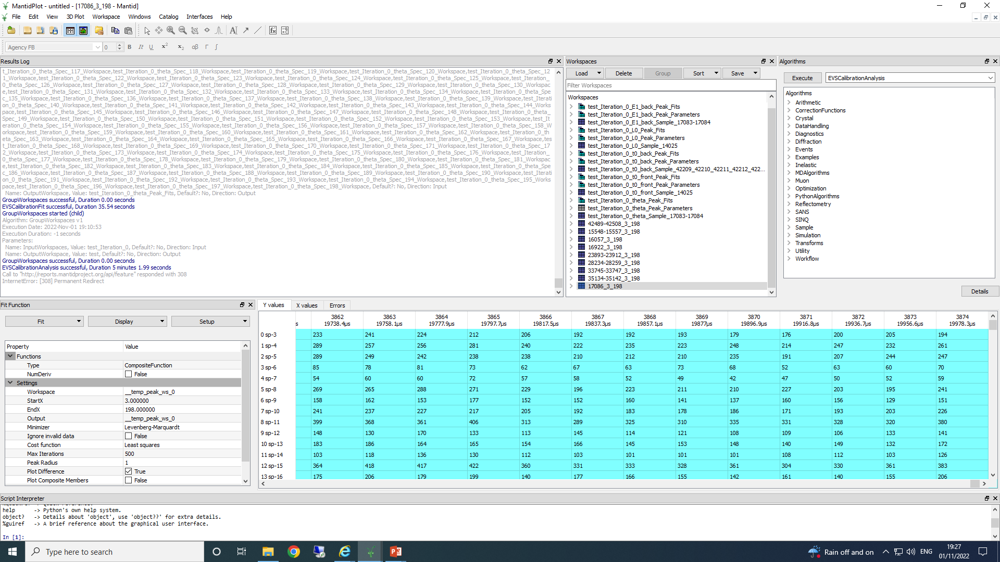 MantidPlot - untitled - [17086_3_198 - Mantid]
File Edit View 3D Plot Workspace Windows Catalog Interfaces Help
Agency FB 0 B It U x² x₂ αβ Γ ∫
Results Log
t_Iteration_0_theta_Spec_117_Workspace,test_Iteration_0_theta_Spec_118_Workspace,test_Iteration_0_theta_Spec_119_Workspace,test_Iteration_0_theta_Spec_120_Workspace,test_Iteration_0_theta_Spec_12
1_Workspace,test_Iteration_0_theta_Spec_122_Workspace,test_Iteration_0_theta_Spec_123_Workspace,test_Iteration_0_theta_Spec_124_Workspace,test_Iteration_0_theta_Spec_125_Workspace,test_Iteration_
0_theta_Spec_126_Workspace,test_Iteration_0_theta_Spec_127_Workspace,test_Iteration_0_theta_Spec_128_Workspace,test_Iteration_0_theta_Spec_129_Workspace,test_Iteration_0_theta_Spec_130_Workspac
e,test_Iteration_0_theta_Spec_131_Workspace,test_Iteration_0_theta_Spec_132_Workspace,test_Iteration_0_theta_Spec_133_Workspace,test_Iteration_0_theta_Spec_134_Workspace,test_Iteration_0_theta_Spe
c_135_Workspace,test_Iteration_0_theta_Spec_136_Workspace,test_Iteration_0_theta_Spec_137_Workspace,test_Iteration_0_theta_Spec_138_Workspace,test_Iteration_0_theta_Spec_139_Workspace,test_Iterati
on_0_theta_Spec_140_Workspace,test_Iteration_0_theta_Spec_141_Workspace,test_Iteration_0_theta_Spec_142_Workspace,test_Iteration_0_theta_Spec_143_Workspace,test_Iteration_0_theta_Spec_144_Works
pace,test_Iteration_0_theta_Spec_145_Workspace,test_Iteration_0_theta_Spec_146_Workspace,test_Iteration_0_theta_Spec_147_Workspace,test_Iteration_0_theta_Spec_148_Workspace,test_Iteration_0_theta_
Spec_149_Workspace,test_Iteration_0_theta_Spec_150_Workspace,test_Iteration_0_theta_Spec_151_Workspace,test_Iteration_0_theta_Spec_152_Workspace,test_Iteration_0_theta_Spec_153_Workspace,test_It
eration_0_theta_Spec_154_Workspace,test_Iteration_0_theta_Spec_155_Workspace,test_Iteration_0_theta_Spec_156_Workspace,test_Iteration_0_theta_Spec_157_Workspace,test_Iteration_0_theta_Spec_158_W
orkspace,test_Iteration_0_theta_Spec_159_Workspace,test_Iteration_0_theta_Spec_160_Workspace,test_Iteration_0_theta_Spec_161_Workspace,test_Iteration_0_theta_Spec_162_Workspace,test_Iteration_0_th
eta_Spec_163_Workspace,test_Iteration_0_theta_Spec_164_Workspace,test_Iteration_0_theta_Spec_165_Workspace,test_Iteration_0_theta_Spec_166_Workspace,test_Iteration_0_theta_Spec_167_Workspace,tes
t_Iteration_0_theta_Spec_168_Workspace,test_Iteration_0_theta_Spec_169_Workspace,test_Iteration_0_theta_Spec_170_Workspace,test_Iteration_0_theta_Spec_171_Workspace,test_Iteration_0_theta_Spec_17
2_Workspace,test_Iteration_0_theta_Spec_173_Workspace,test_Iteration_0_theta_Spec_174_Workspace,test_Iteration_0_theta_Spec_175_Workspace,test_Iteration_0_theta_Spec_176_Workspace,test_Iteration_
0_theta_Spec_177_Workspace,test_Iteration_0_theta_Spec_178_Workspace,test_Iteration_0_theta_Spec_179_Workspace,test_Iteration_0_theta_Spec_180_Workspace,test_Iteration_0_theta_Spec_181_Workspac
e,test_Iteration_0_theta_Spec_182_Workspace,test_Iteration_0_theta_Spec_183_Workspace,test_Iteration_0_theta_Spec_184_Workspace,test_Iteration_0_theta_Spec_185_Workspace,test_Iteration_0_theta_Spe
c_186_Workspace,test_Iteration_0_theta_Spec_187_Workspace,test_Iteration_0_theta_Spec_188_Workspace,test_Iteration_0_theta_Spec_189_Workspace,test_Iteration_0_theta_Spec_190_Workspace,test_Iterati
on_0_theta_Spec_191_Workspace,test_Iteration_0_theta_Spec_192_Workspace,test_Iteration_0_theta_Spec_193_Workspace,test_Iteration_0_theta_Spec_194_Workspace,test_Iteration_0_theta_Spec_195_Works
pace,test_Iteration_0_theta_Spec_196_Workspace,test_Iteration_0_theta_Spec_197_Workspace,test_Iteration_0_theta_Spec_198_Workspace, Default?: No, Direction: Input
Name: OutputWorkspace, Value: test_Iteration_0_theta_Peak_Fits, Default?: No, Direction: Output
GroupWorkspaces successful, Duration 0.00 seconds
EVSCalibrationFit successful, Duration 35.54 seconds
GroupWorkspaces started (child)
Algorithm: GroupWorkspaces v1
Execution Date: 2022-Nov-01 19:10:53
Execution Duration: -1 seconds
Parameters:
Name: InputWorkspaces, Value: test_Iteration_0, Default?: No, Direction: Input
Name: OutputWorkspace, Value: test, Default?: No, Direction: Output
GroupWorkspaces successful, Duration 0.00 seconds
EVSCalibrationAnalysis successful, Duration 5 minutes 1.99 seconds
Call to "http://reports.mantidproject.org/api/feature" responded with 308
InternetError: [308] Permanent Redirect
Workspaces
Load Delete Group Sort Save
Filter Workspaces
Workspaces
test_Iteration_0_E1_back_Peak_Fits
test_Iteration_0_E1_back_Peak_Parameters
test_Iteration_0_E1_back_Sample_17083-17084
test_Iteration_0_L0_Peak_Fits
test_Iteration_0_L0_Peak_Parameters
test_Iteration_0_L0_Sample_14025
test_Iteration_0_t0_back_Peak_Fits
test_Iteration_0_t0_back_Peak_Parameters
test_Iteration_0_t0_back_Sample_42209_42210_42211_42212_422...
test_Iteration_0_t0_front_Peak_Fits
test_Iteration_0_t0_front_Peak_Parameters
test_Iteration_0_t0_front_Sample_14025
test_Iteration_0_theta_Peak_Fits
test_Iteration_0_theta_Peak_Parameters
test_Iteration_0_theta_Sample_17083-17084
42489-42508_3_198
15548-15557_3_198
16057_3_198
16922_3_198
23893-23912_3_198
28234-28259_3_198
33745-33747_3_198
35134-35142_3_198
17086_3_198
Algorithms
Execute EVSCalibrationAnalysis
Algorithms
Arithmetic
CorrectionFunctions
Crystal
DataHandling
Diagnostics
Diffraction
Events
Examples
Inelastic
MDAlgorithms
Muon
Optimization
PythonAlgorithms
Reflectometry
SANS
SINQ
Sample
Simulation
Transforms
Utility
Workflow
Details
Fit Function
Fit Display Setup
Property Value
Functions
Type CompositeFunction
NumDeriv False
Settings
Workspace __temp_peak_ws_0
StartX 3.000000
EndX 198.000000
Output __temp_peak_ws_0
Minimizer Levenberg-Marquardt
Ignore invalid data False
Cost function Least squares
Max Iterations 500
Peak Radius 1
Plot Difference True
Plot Composite Members False
Y values X values Errors
3862 3863 3864 3865 3866 3867 3868 3869 3870 3871 3872 3873 3874
s 19738.4µs 19758.1µs 19777.9µs 19797.7µs 19817.5µs 19837.3µs 19857.1µs 19877µs 19896.9µs 19916.8µs 19936.7µs 19956.6µs 19978.3µs
0 sp-3 233 241 224 212 206 192 192 193 179 176 200 205 194
1 sp-4 289 257 256 281 240 222 235 223 248 214 247 232 261
2 sp-5 289 249 242 238 238 210 212 210 235 191 207 244 247
3 sp-6 85 78 81 73 62 67 63 73 68 52 63 60 70
4 sp-7 54 60 60 72 57 58 52 49 42 47 50 52 59
5 sp-8 269 265 288 271 229 196 223 211 210 227 203 195 241
6 sp-9 158 162 153 177 152 152 160 141 137 160 156 129 151
7 sp-10 241 237 227 217 205 192 183 178 186 171 193 203 226
8 sp-11 399 368 361 406 313 289 325 310 335 331 328 320 380
9 sp-12 148 130 170 133 113 145 114 121 108 109 106 133 141
10 sp-13 183 186 164 165 154 166 145 153 148 140 149 132 172
11 sp-14 103 118 136 130 112 103 101 101 101 108 112 103 126
12 sp-15 364 418 417 422 360 331 333 328 361 304 330 361 383
13 sp-16 175 206 179 199 140 177 166 155 142 161 140 155 206
Script Interpreter
help -> Python's own help system.
object? -> Details about 'object', use 'object??' for extra details.
%guiref -> A brief reference about the graphical user interface.
In [1]:
Type here to search
Rain off and on
ENG
19:27
01/11/2022